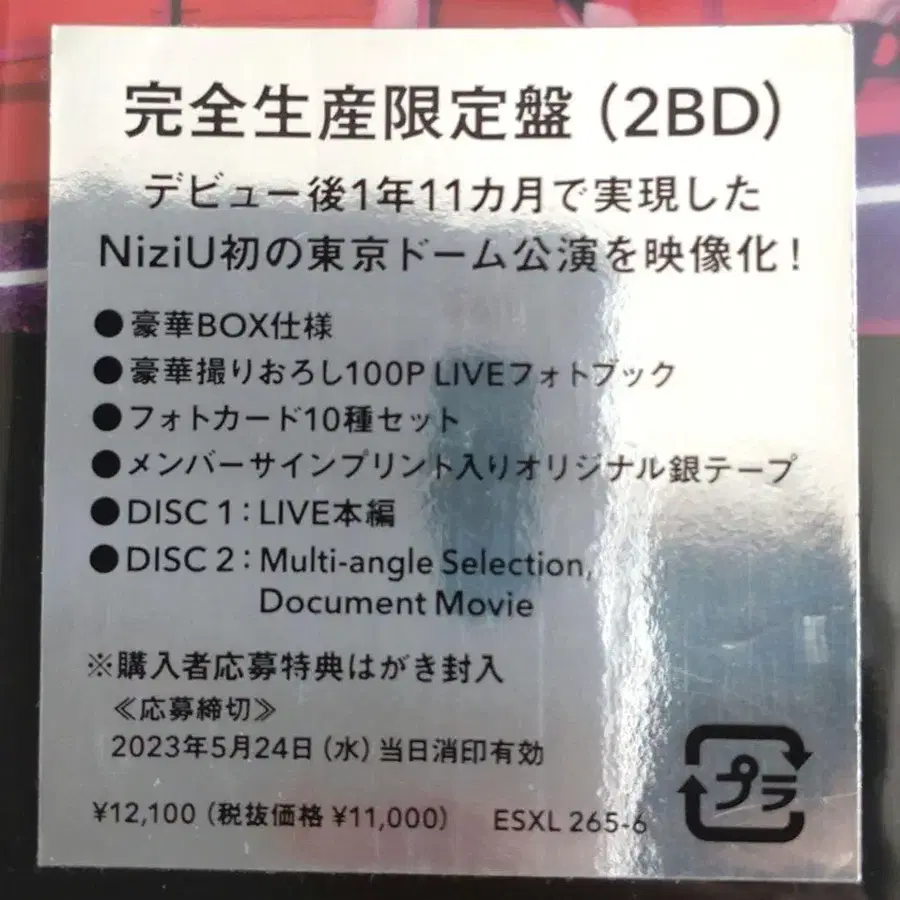 完全生産限定盤(2BD)
デビュー後1年11カ月で実現した
NiziU初の東京ドーム公演を映像化!
●豪華BOX仕様
●豪華撮りおろし100P LIVEフォトブック
●フォトカード10種セット
●メンバーサインプリント入りオリジナル銀テープ
●DISC 1:LIVE本編
●DISC 2:Multi-angle Selection,
Document Movie
※購入者応募特典はがき封入
≪応募締切≫
2023年5月24日(水)当日消印有効
¥12,100(税抜価格 ¥11,000) ESXL 265-6
プラ